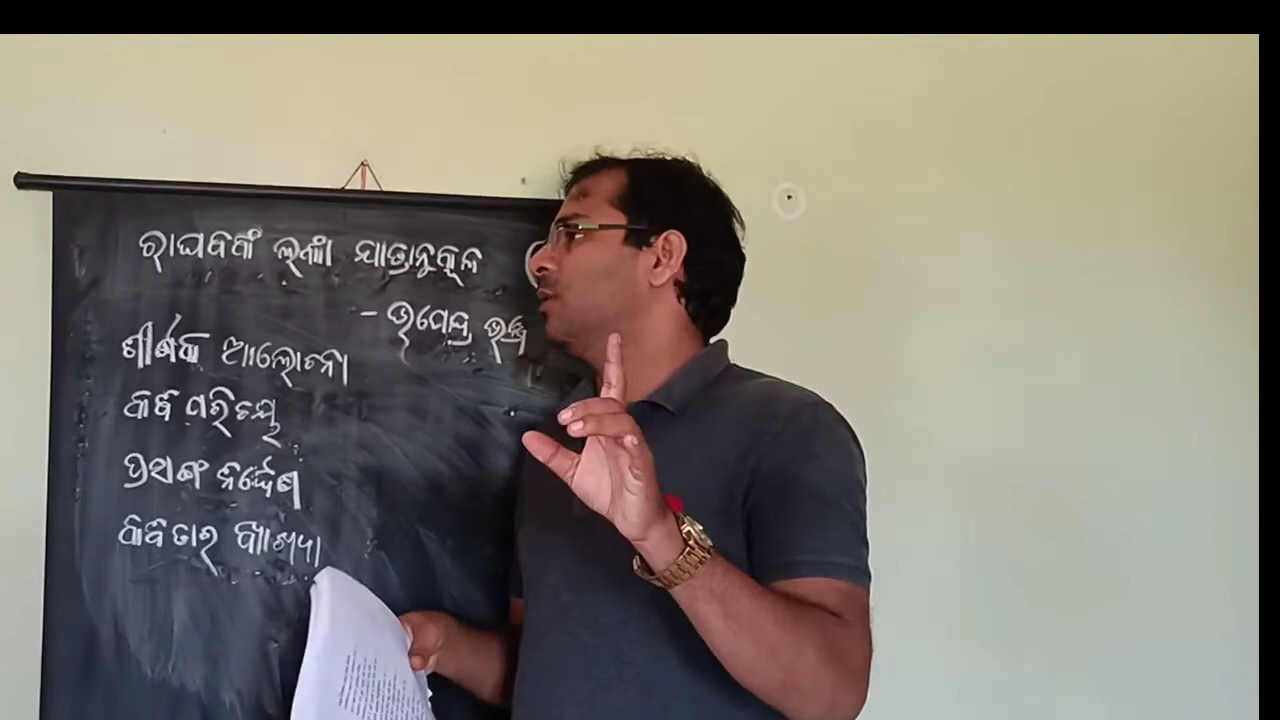 ରାଘବଙ୍କ ଲଙ୍କା ଯାତ୍ରାନୁକୂଳ
- ଉପେନ୍ଦ୍ର ଭଞ୍ଜ
ଶୀର୍ଷକ ଆଲୋଚନା
କବି ପରିଚୟ
ପ୍ରସଙ୍ଗ ନିର୍ଦ୍ଦେଶ
କବିତାର ବ୍ୟାଖ୍ୟା